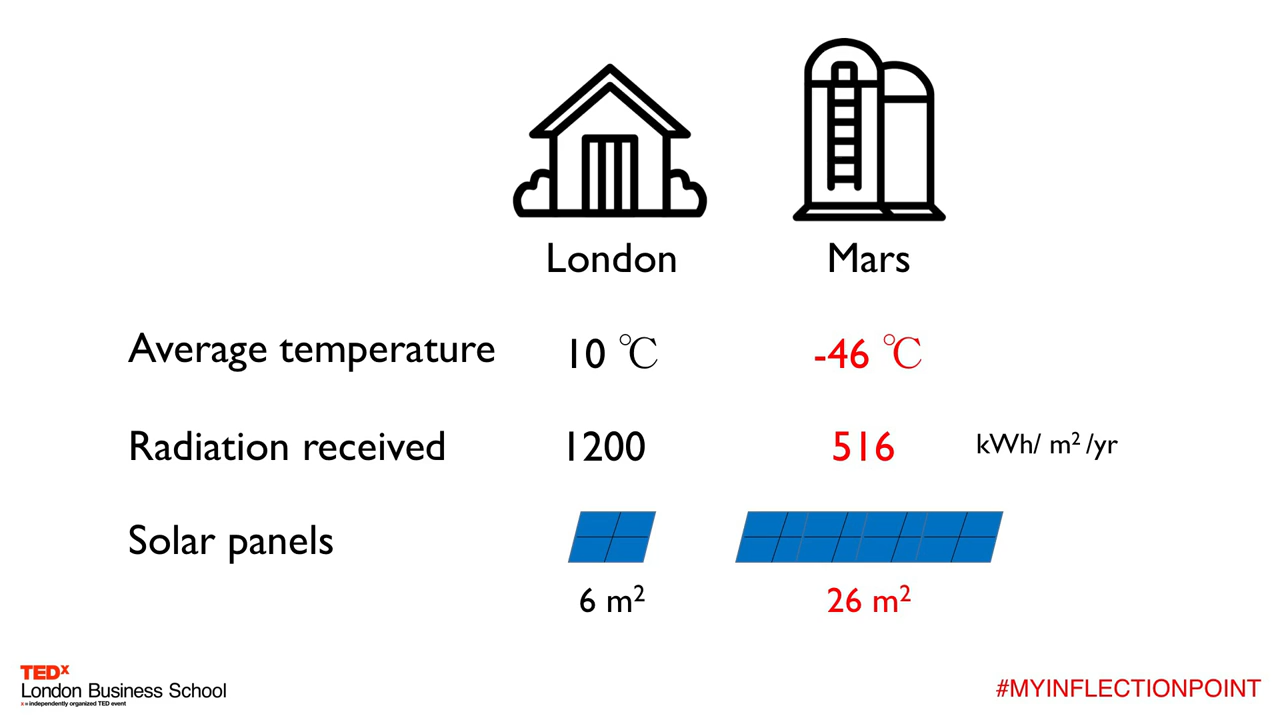 London Mars
Average temperature 10 ℃ -46 ℃
Radiation received 1200 516 kWh/ m² /yr
Solar panels
6 m² 26 m²
TEDx
London Business School
x = independently organized TED event
#MYINFLECTIONPOINT